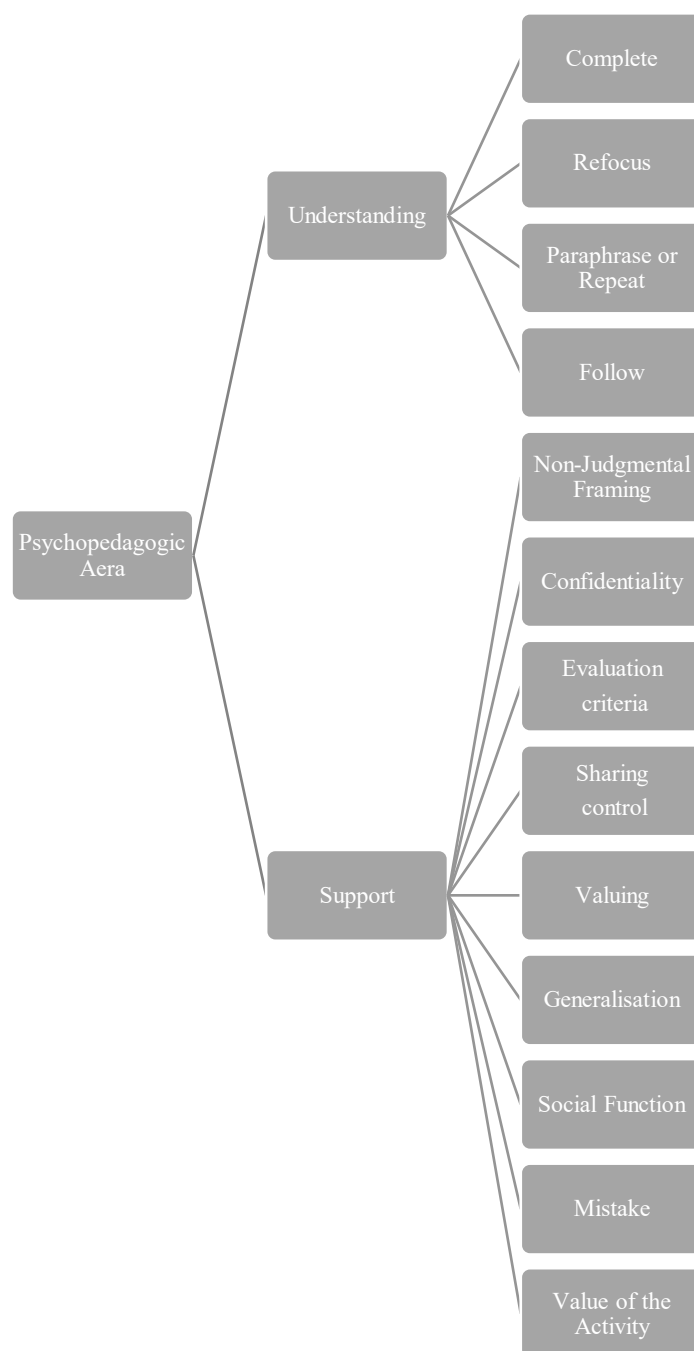 Complete
Refocus
Understanding
Paraphrase or
Repeat
Follow
Non-Judgmental
Framing
Psychopedagogic
Aera
Confidentiality
Evaluation
criteria
Sharing
control
Support
Valuing
Generalisation
Social Function
Mistake
Value of the
Activity